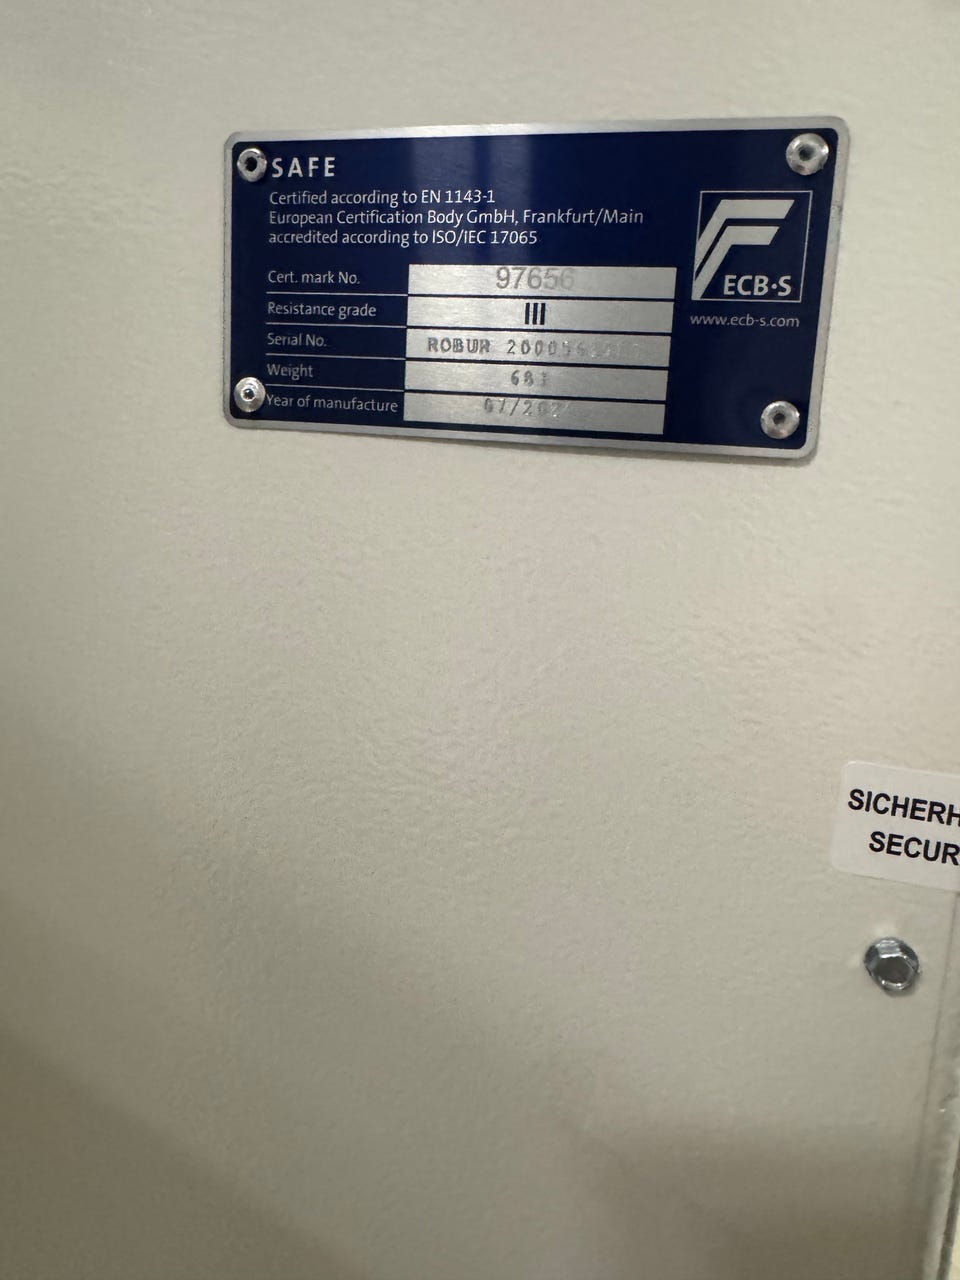 SAFE
Certified according to EN 1143-1
European Certification Body GmbH, Frankfurt/Main
accredited according to ISO/IEC 17065
ECB·S
www.ecb-s.com
Cert. mark No. 97656
Resistance grade III
Serial No. ROBUR
Weight
Year of manufacture
SICHERH
SECUR